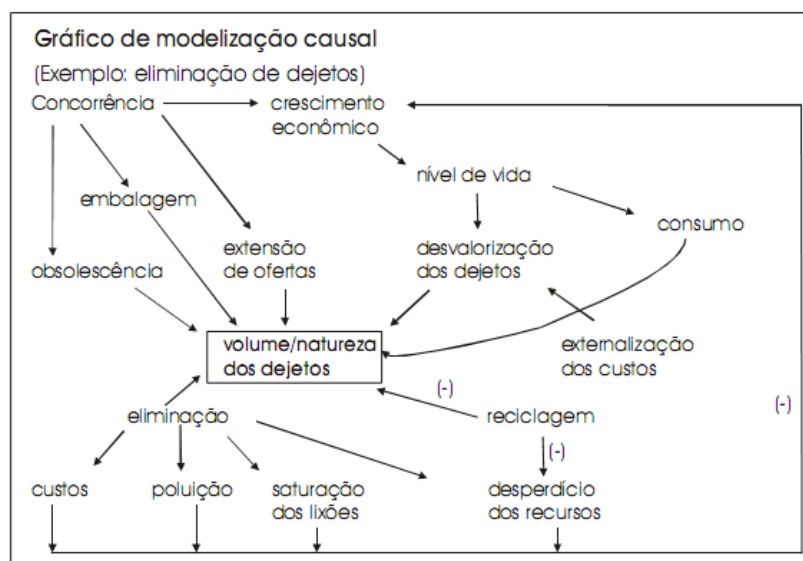 Gráfico de modelização causal
(Exemplo: eliminação de dejetos)
Concorrência
crescimento
econômico
nível de vida
embalagem
consumo
extensão
de ofertas
desvalorização
dos dejetos
obsolescência
volume/natureza
dos dejetos
externalização
dos custos
(-)
(-)
eliminação
reciclagem
(-)
custos
poluição
saturação
dos lixões
desperdício
dos recursos